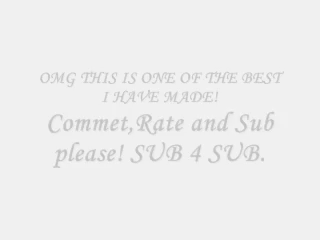 OMG THIS IS ONE OF THE BEST
I HAVE MADE!
Commet,Rate and Sub
please! SUB 4 SUB.